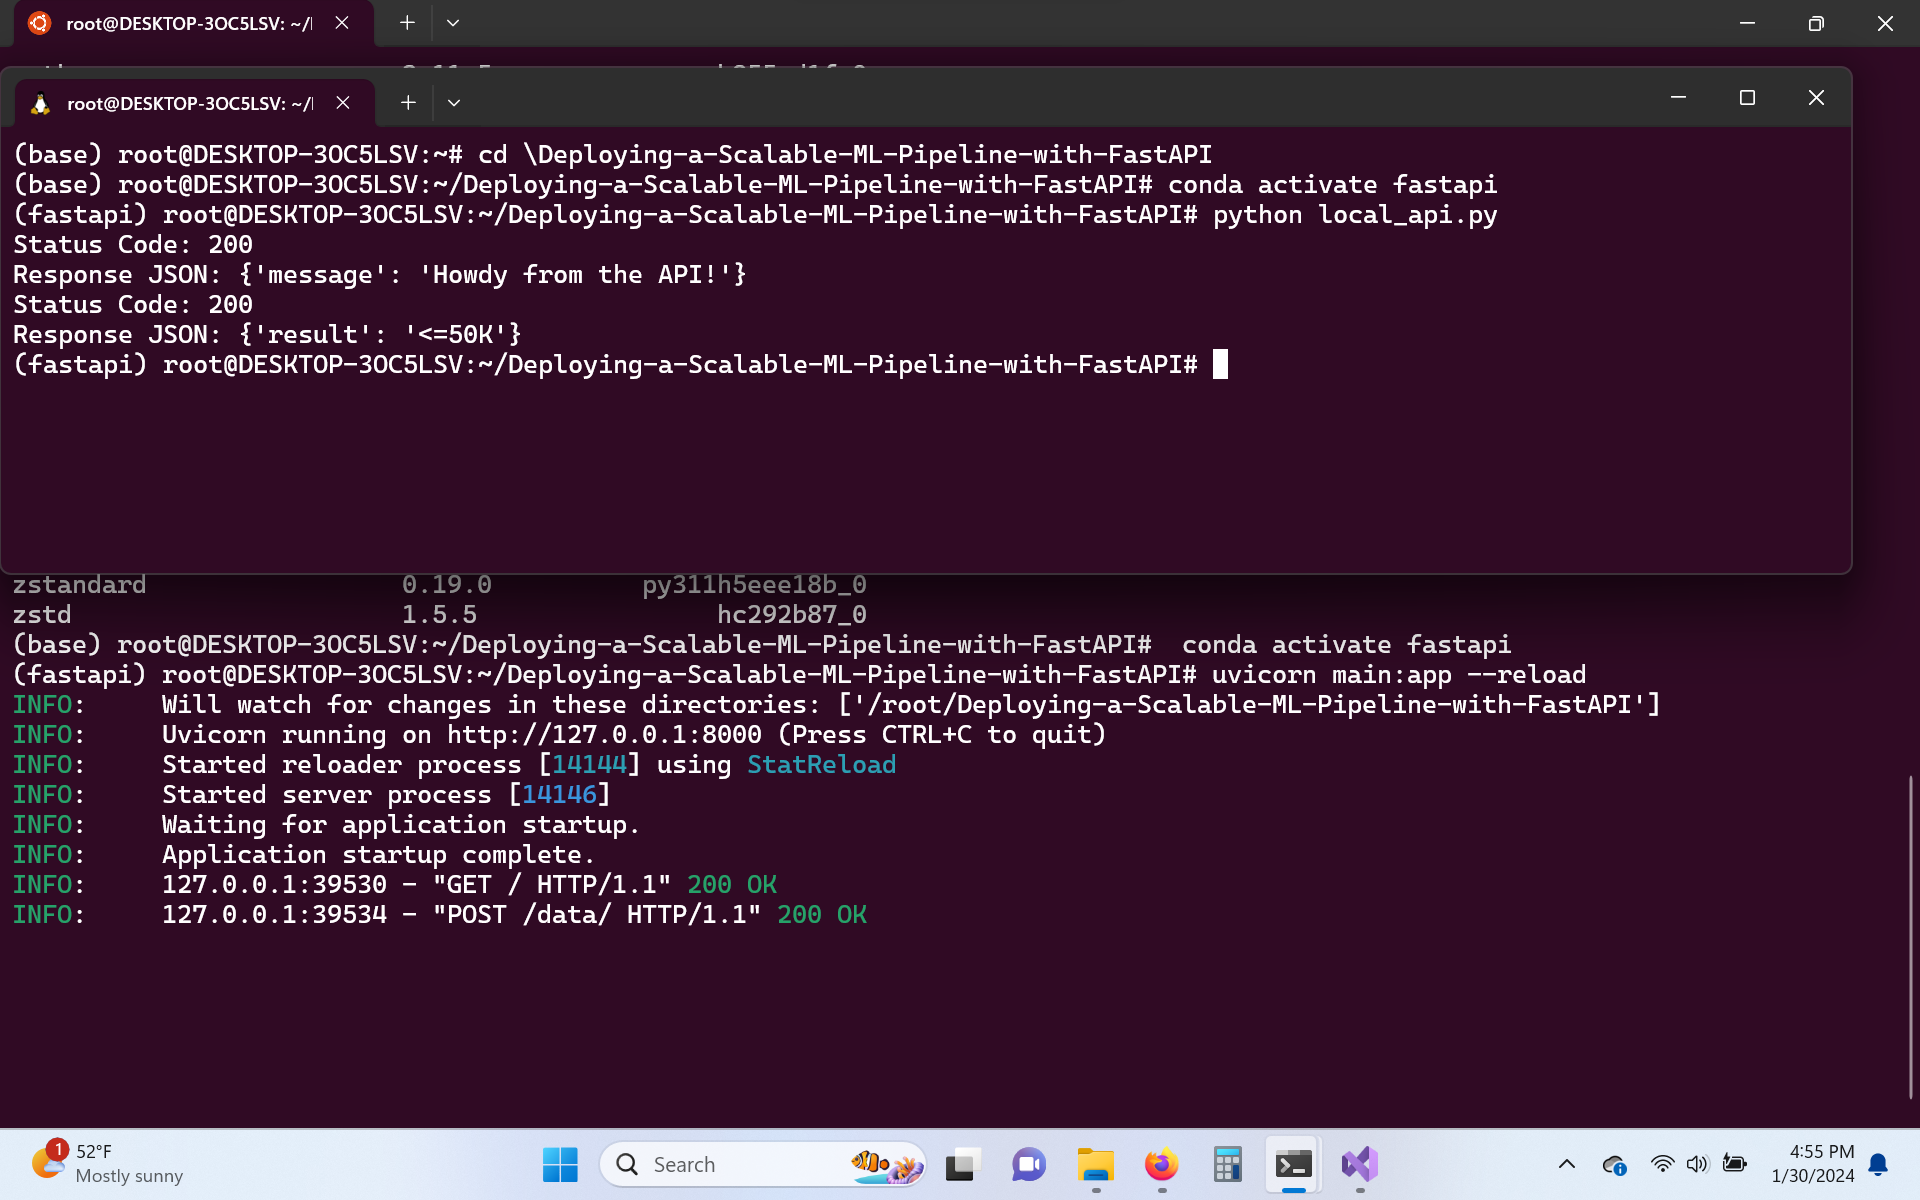 root@DESKTOP-3OC5LSV: ~/
root@DESKTOP-3OC5LSV: ~/
(base) root@DESKTOP-3OC5LSV:~# cd \Deploying-a-Scalable-ML-Pipeline-with-FastAPI
(base) root@DESKTOP-3OC5LSV:~/Deploying-a-Scalable-ML-Pipeline-with-FastAPI# conda activate fastapi
(fastapi) root@DESKTOP-3OC5LSV:~/Deploying-a-Scalable-ML-Pipeline-with-FastAPI# python local_api.py
Status Code: 200
Response JSON: {'message': 'Howdy from the API!'}
Status Code: 200
Response JSON: {'result': '<=50K'}
(fastapi) root@DESKTOP-3OC5LSV:~/Deploying-a-Scalable-ML-Pipeline-with-FastAPI#
zstandard 0.19.0 py311h5eee18b_0
zstd 1.5.5 hc292b87_0
(base) root@DESKTOP-3OC5LSV:~/Deploying-a-Scalable-ML-Pipeline-with-FastAPI#  conda activate fastapi
(fastapi) root@DESKTOP-3OC5LSV:~/Deploying-a-Scalable-ML-Pipeline-with-FastAPI# uvicorn main:app --reload
INFO: Will watch for changes in these directories: ['/root/Deploying-a-Scalable-ML-Pipeline-with-FastAPI']
INFO: Uvicorn running on http://127.0.0.1:8000 (Press CTRL+C to quit)
INFO: Started reloader process [14144] using StatReload
INFO: Started server process [14146]
INFO: Waiting for application startup.
INFO: Application startup complete.
INFO: 127.0.0.1:39530 - "GET / HTTP/1.1" 200 OK
INFO: 127.0.0.1:39534 - "POST /data/ HTTP/1.1" 200 OK
1
52°F
Mostly sunny
Search
4:55 PM
1/30/2024